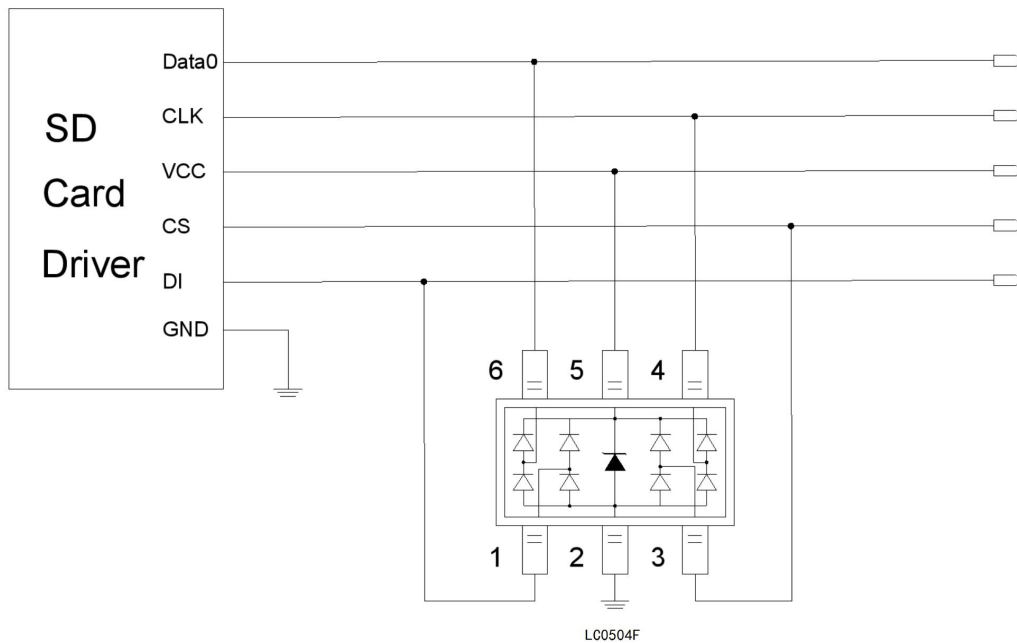 Data0
CLK
VCC
CS
DI
GND
SD
Card
Driver
6 5 4
1 2 3
LC0504F